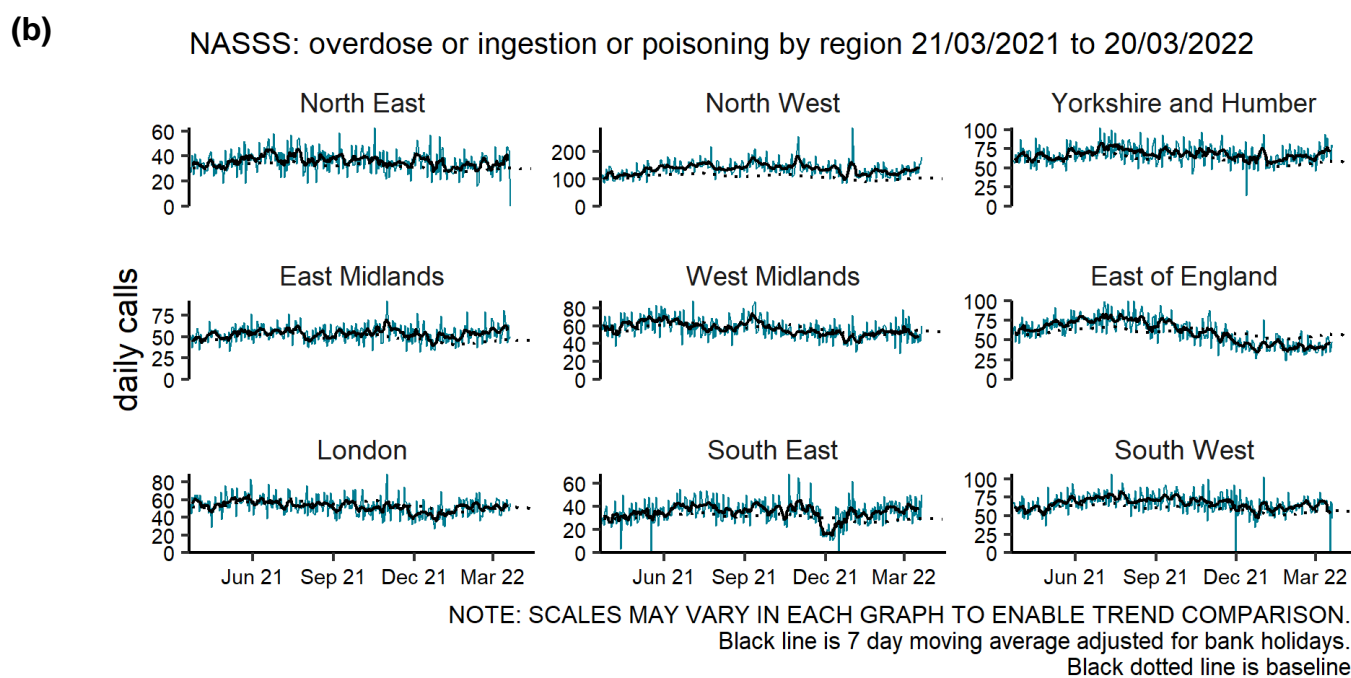 (b)
NASSS: overdose or ingestion or poisoning by region 21/03/2021 to 20/03/2022
daily calls
North East
60
40
20
0
North West
200
100
0
Yorkshire and Humber
100
75
50
25
0
East Midlands
75
50
25
0
West Midlands
80
60
40
20
0
East of England
100
75
50
25
0
London
80
60
40
20
0
Jun 21 Sep 21 Dec 21 Mar 22
South East
60
40
20
0
Jun 21 Sep 21 Dec 21 Mar 22
South West
100
75
50
25
0
Jun 21 Sep 21 Dec 21 Mar 22
NOTE: SCALES MAY VARY IN EACH GRAPH TO ENABLE TREND COMPARISON.
Black line is 7 day moving average adjusted for bank holidays.
Black dotted line is baseline